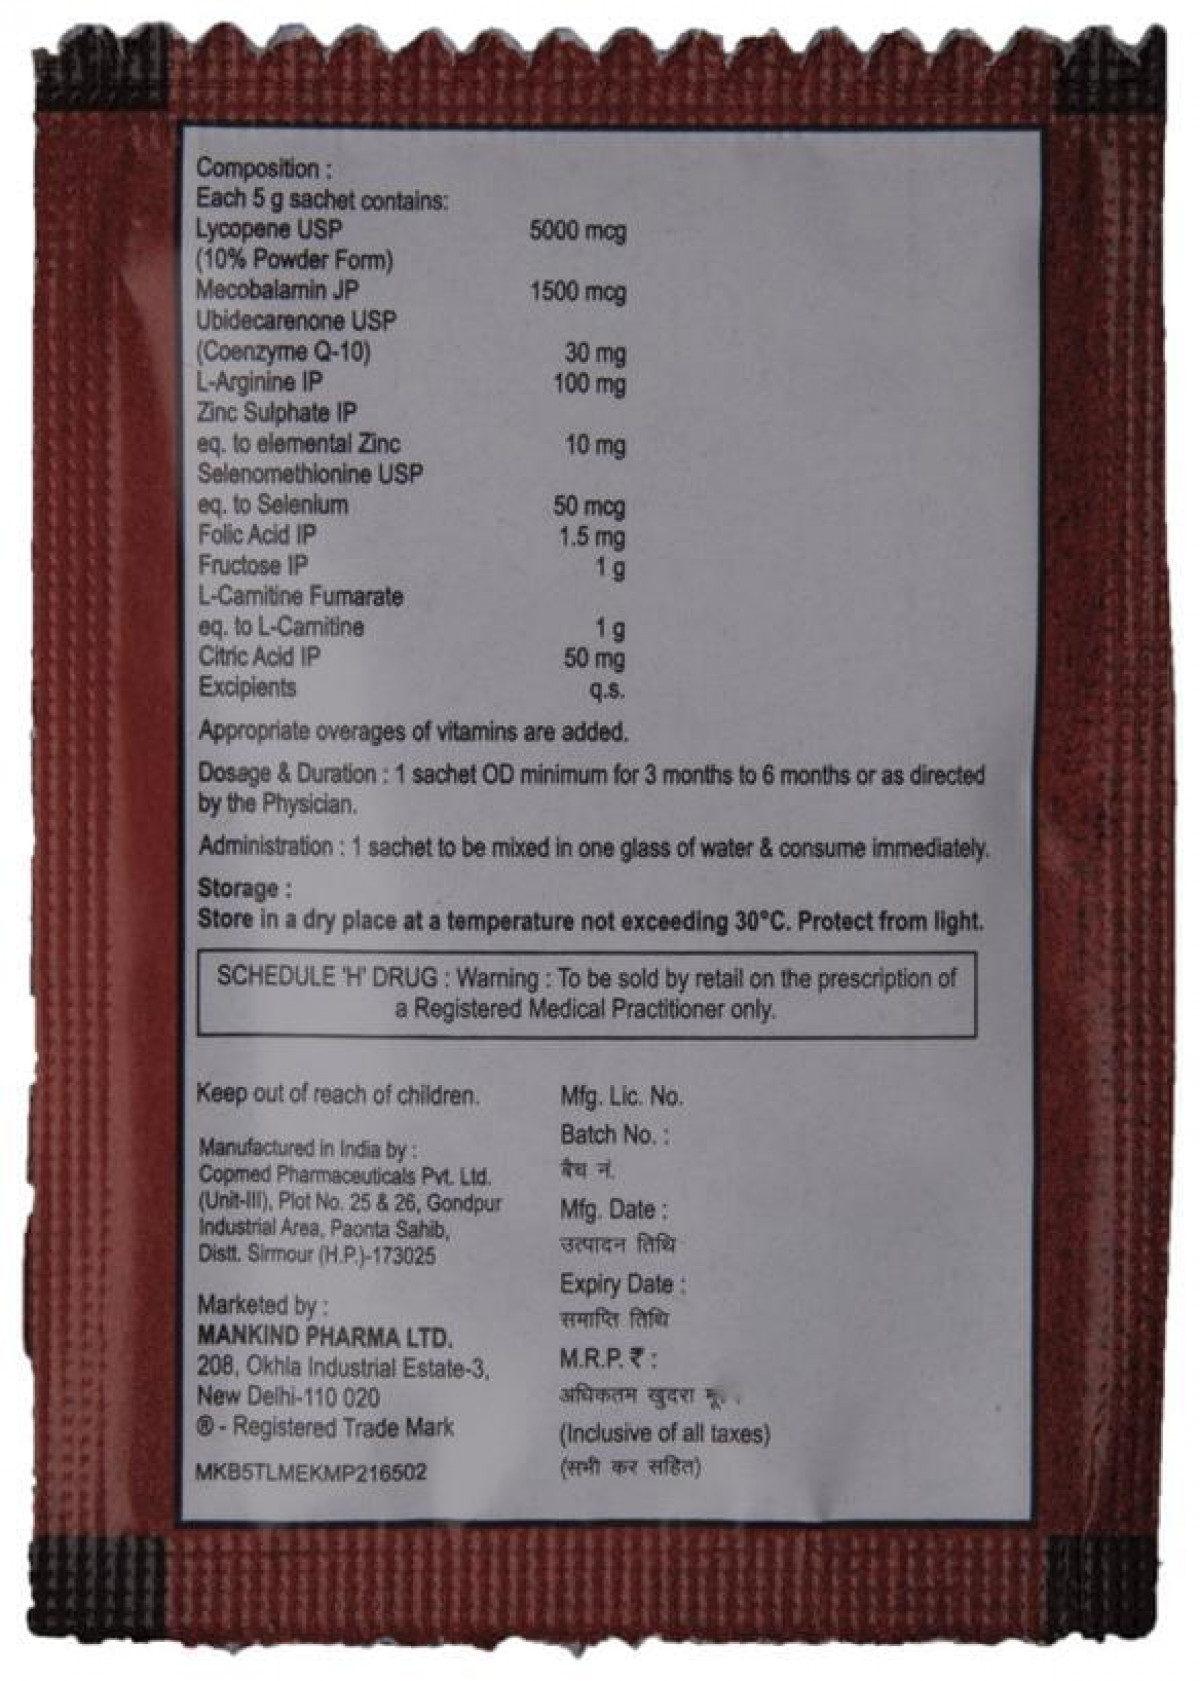 Composition :
Each 5 g sachet contains:
Lycopene USP 5000 mcg
(10% Powder Form)
Mecobalamin JP 1500 mcg
Ubidecarenone USP
(Coenzyme Q-10) 30 mg
L-Arginine IP 100 mg
Zinc Sulphate IP
eq. to elemental Zinc 10 mg
Selenomethionine USP
eq. to Selenium 50 mcg
Folic Acid IP 1.5 mg
Fructose IP 1 g
L-Carnitine Fumarate
eq. to L-Carnitine 1 g
Citric Acid IP 50 mg
Excipients q.s.
Appropriate overages of vitamins are added.
Dosage & Duration : 1 sachet OD minimum for 3 months to 6 months or as directed
by the Physician.
Administration : 1 sachet to be mixed in one glass of water & consume immediately.
Storage :
Store in a dry place at a temperature not exceeding 30°C. Protect from light.
SCHEDULE 'H' DRUG : Warning : To be sold by retail on the prescription of
a Registered Medical Practitioner only.
Keep out of reach of children.
Manufactured in India by :
Copmed Pharmaceuticals Pvt. Ltd.
(Unit-III), Plot No. 25 & 26, Gondpur
Industrial Area, Paonta Sahib,
Distt. Sirmour (H.P.)-173025
Marketed by :
MANKIND PHARMA LTD.
208, Okhla Industrial Estate-3,
New Delhi-110 020
® - Registered Trade Mark
MKB5TLMEKMP216502
Mfg. Lic. No.
Batch No. :
बैच नं.
Mfg. Date :
उत्पादन तिथि
Expiry Date :
समाप्ति तिथि
M.R.P. ₹ :
अधिकतम खुदरा
(Inclusive of all taxes)
(सभी कर सहित)